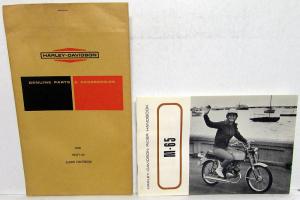 HARLEY-DAVIDSON
GENUINE PARTS & ACCESSORIES
HARLEY-DAVIDSON RIDER HANDBOOK
M-65